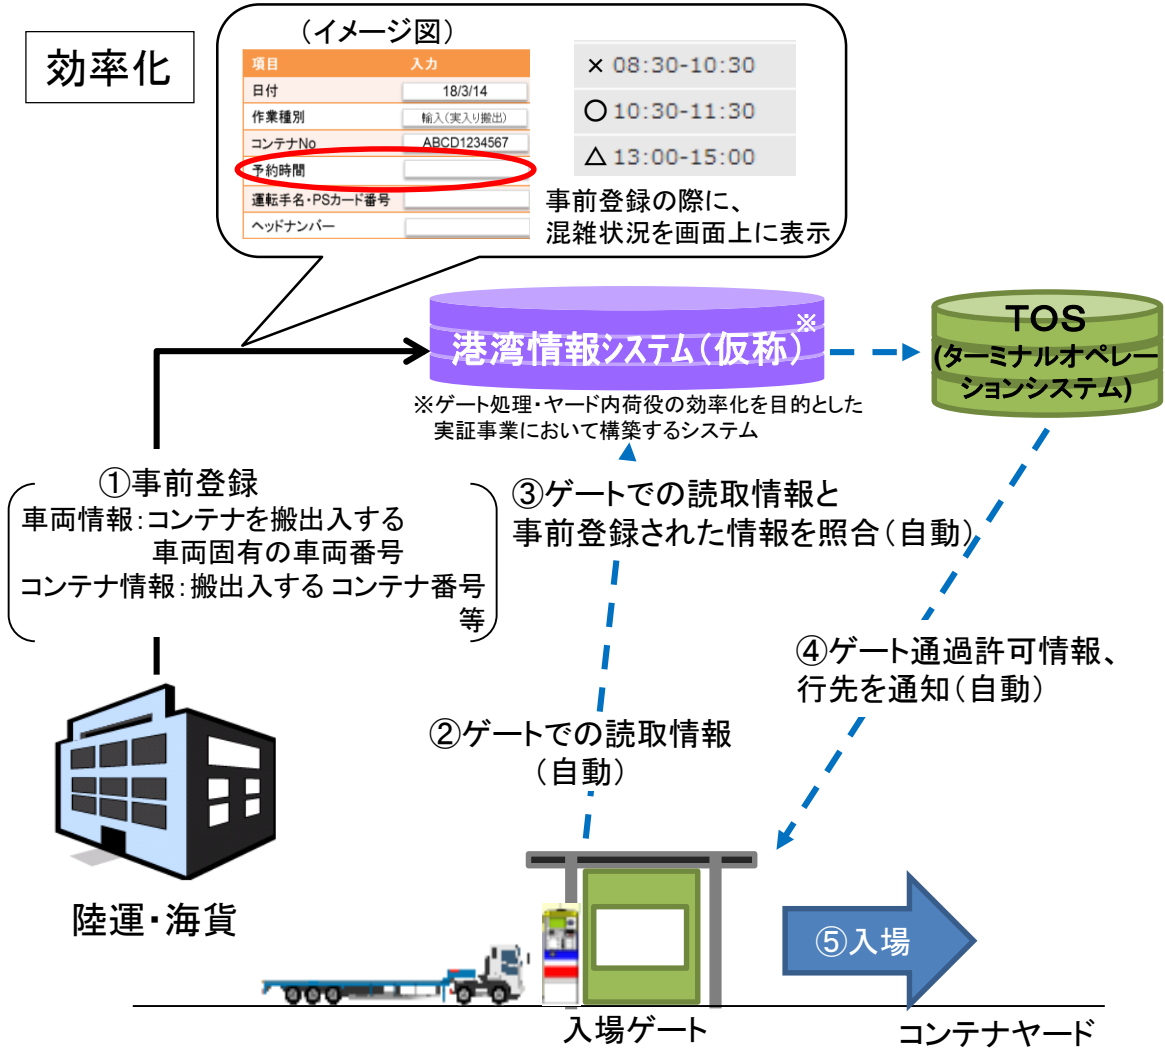 効率化
(イメージ図)
項目 入力
日付 18/3/14
作業種別 輸入(実入り搬出)
コンテナNo ABCD1234567
予約時間
運転手名・PSカード番号
ヘッドナンバー
× 08:30-10:30
○ 10:30-11:30
△ 13:00-15:00
事前登録の際に、
混雑状況を画面上に表示
港湾情報システム(仮称)※
※ゲート処理・ヤード内荷役の効率化を目的とした
実証事業において構築するシステム
TOS
(ターミナルオペレー
ションシステム)
①事前登録
車両情報:コンテナを搬出入する
車両固有の車両番号
コンテナ情報:搬出入する コンテナ番号
等
③ゲートでの読取情報と
事前登録された情報を照合(自動)
④ゲート通過許可情報、
行先を通知(自動)
②ゲートでの読取情報
(自動)
陸運・海貨
⑤入場
入場ゲート
コンテナヤード